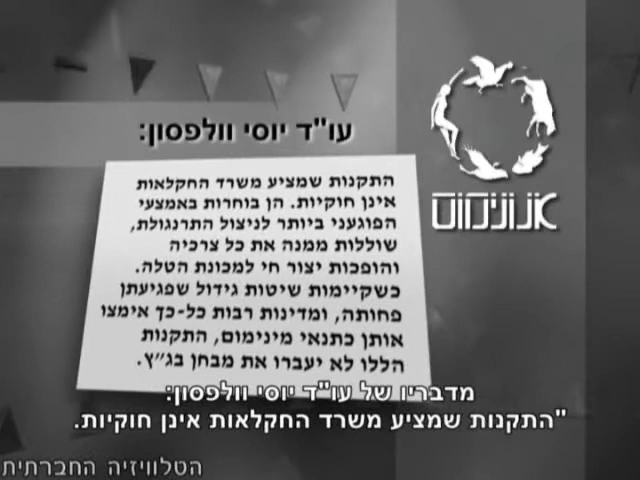 עו"ד יוסי וולפסון:
אנונימוס
התקנות שמציע משרד החקלאות
אינן חוקיות. הן בוחרות באמצעי
הפוגעני ביותר לניצול התרנגולת,
שוללות ממנה את כל צרכיה
והופכות יצור חי למכונת הטלה.
כשקיימות שיטות גידול שפגיעתן
פחותה, ומדינות רבות כל-כך אימצו
אותן כתנאי מינימום, התקנות
הללו לא יעברו את מבחן בג״ץ.
מדבריו של עו"ד יוסי וולפסון:
"התקנות שמציע משרד החקלאות אינן חוקיות.
הטלוויזיה החברתית